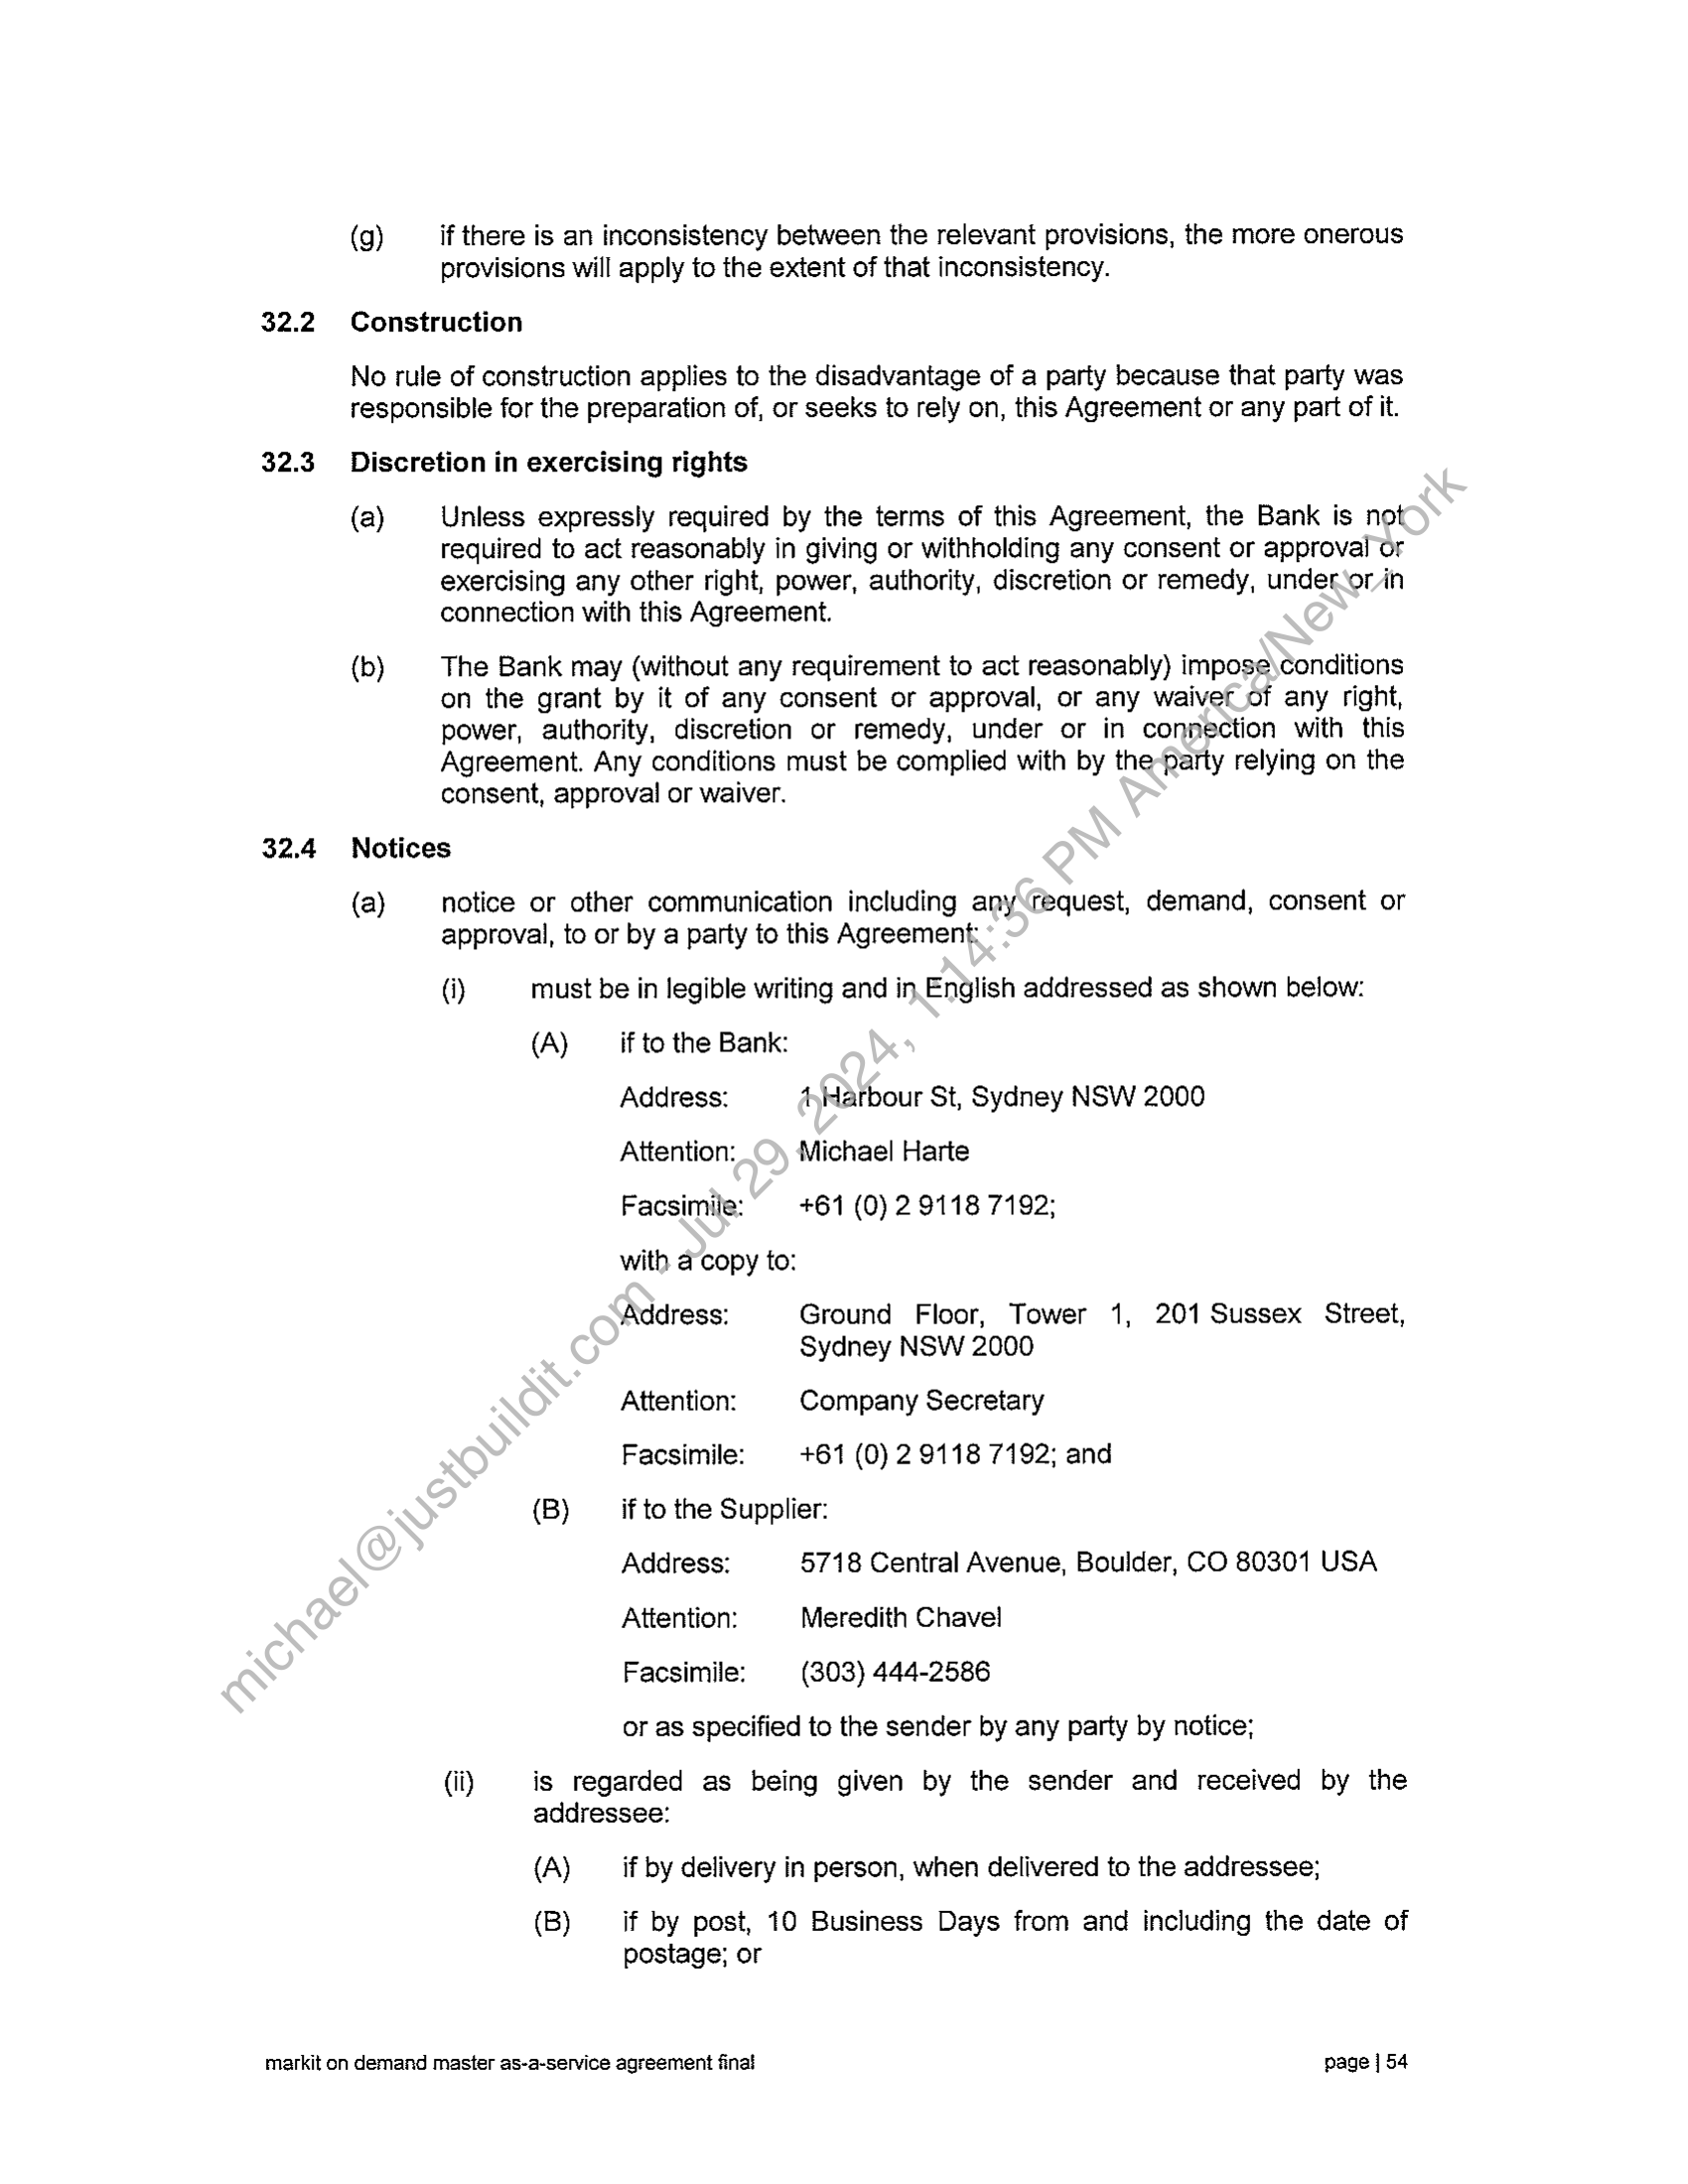 (g) if there is an inconsistency between the relevant provisions, the more onerous
provisions will apply to the extent of that inconsistency.
32.2 Construction
No rule of construction applies to the disadvantage of a party because that party was
responsible for the preparation of, or seeks to rely on, this Agreement or any part of it.
32.3 Discretion in exercising rights
(a) Unless expressly required by the terms of this Agreement, the Bank is not
required to act reasonably in giving or withholding any consent or approval or
exercising any other right, power, authority, discretion or remedy, under or in
connection with this Agreement.
(b) The Bank may (without any requirement to act reasonably) impose conditions
on the grant by it of any consent or approval, or any waiver of any right,
power, authority, discretion or remedy, under or in connection with this
Agreement. Any conditions must be complied with by the party relying on the
consent, approval or waiver.
32.4 Notices
(a) notice or other communication including any request, demand, consent or
approval, to or by a party to this Agreement:
(i) must be in legible writing and in English addressed as shown below:
(A) if to the Bank:
Address: 1 Harbour St, Sydney NSW 2000
Attention: Michael Harte
Facsimile: +61 (0) 2 9118 7192;
with a copy to:
Address: Ground Floor, Tower 1, 201 Sussex Street,
Sydney NSW 2000
Attention: Company Secretary
Facsimile: +61 (0) 2 9118 7192; and
(B) if to the Supplier:
Address: 5718 Central Avenue, Boulder, CO 80301 USA
Attention: Meredith Chavel
Facsimile: (303) 444-2586
or as specified to the sender by any party by notice;
(ii) is regarded as being given by the sender and received by the
addressee:
(A) if by delivery in person, when delivered to the addressee;
(B) if by post, 10 Business Days from and including the date of
postage; or
markit on demand master as-a-service agreement final page | 54
michael@justbuildit.com - Jul 29, 2024, 1:14:36 PM America/New_York